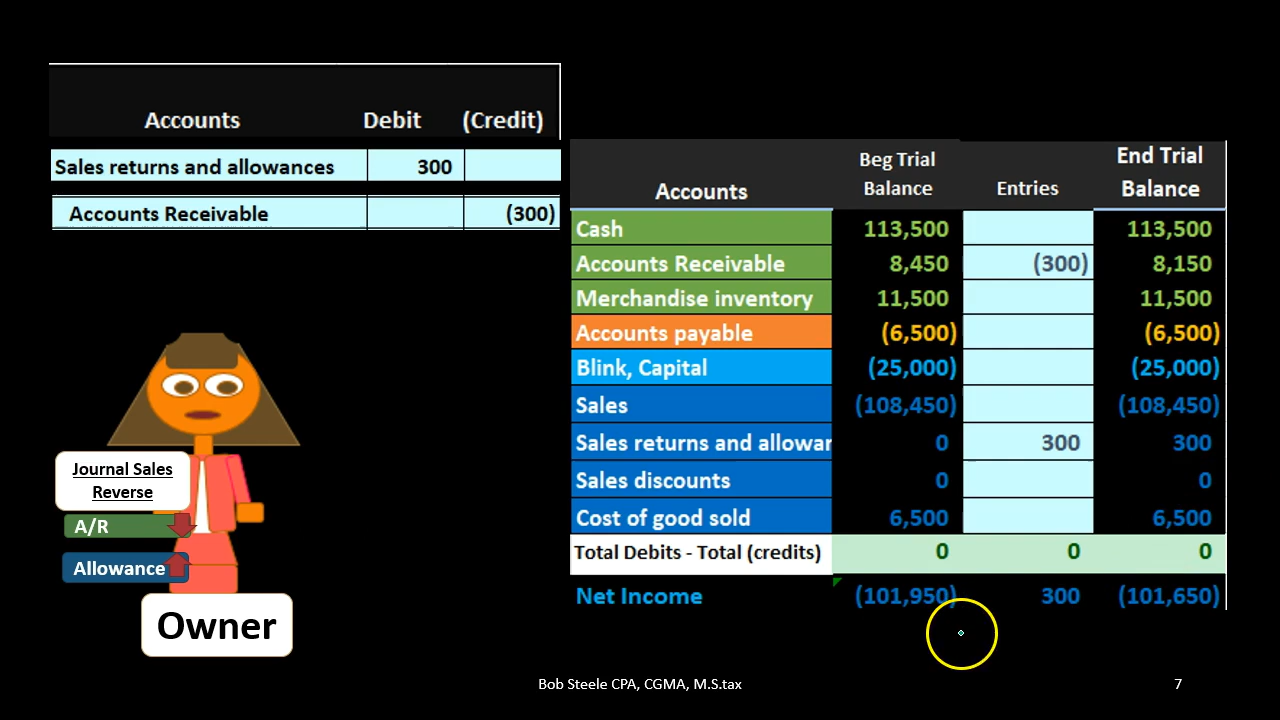 Accounts Debit (Credit)
Sales returns and allowances 300
Accounts Receivable (300)
Journal Sales
Reverse
A/R
Allowance
Owner
Beg Trial End Trial
Accounts Balance Entries Balance
Cash 113,500 113,500
Accounts Receivable 8,450 (300) 8,150
Merchandise inventory 11,500 11,500
Accounts payable (6,500) (6,500)
Blink, Capital (25,000) (25,000)
Sales (108,450) (108,450)
Sales returns and allowar 0 300 300
Sales discounts 0 0
Cost of good sold 6,500 6,500
Total Debits - Total (credits) 0 0 0
Net Income (101,950) 300 (101,650)
Bob Steele CPA, CGMA, M.S.tax 7